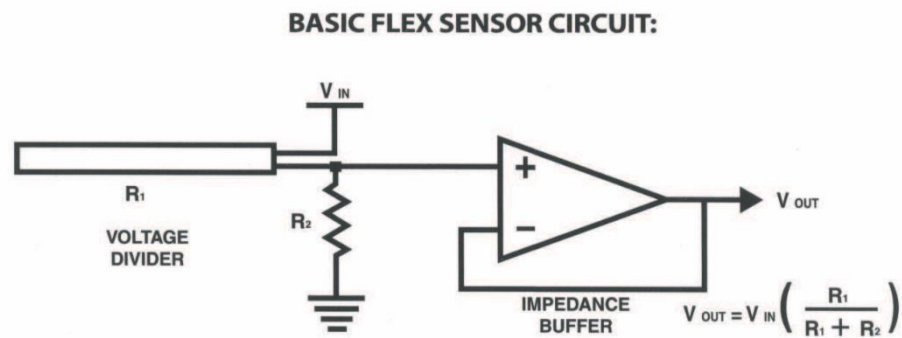 BASIC FLEX SENSOR CIRCUIT:
V IN
R1
VOLTAGE
DIVIDER
R2
+
−
V OUT
IMPEDANCE
BUFFER
V OUT = V IN ( R1 / R1 + R2 )